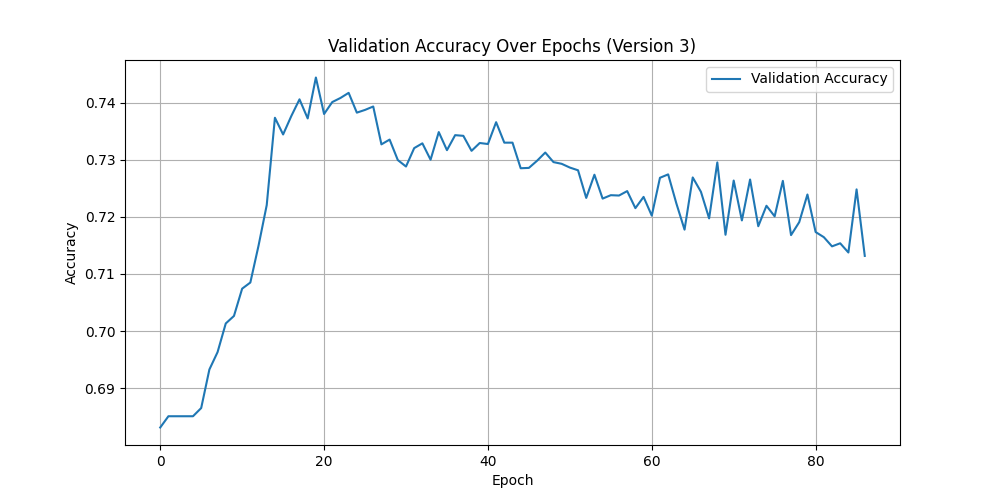 Validation Accuracy Over Epochs (Version 3)
Validation Accuracy
Accuracy
0.74
0.73
0.72
0.71
0.70
0.69
0 20 40 60 80
Epoch